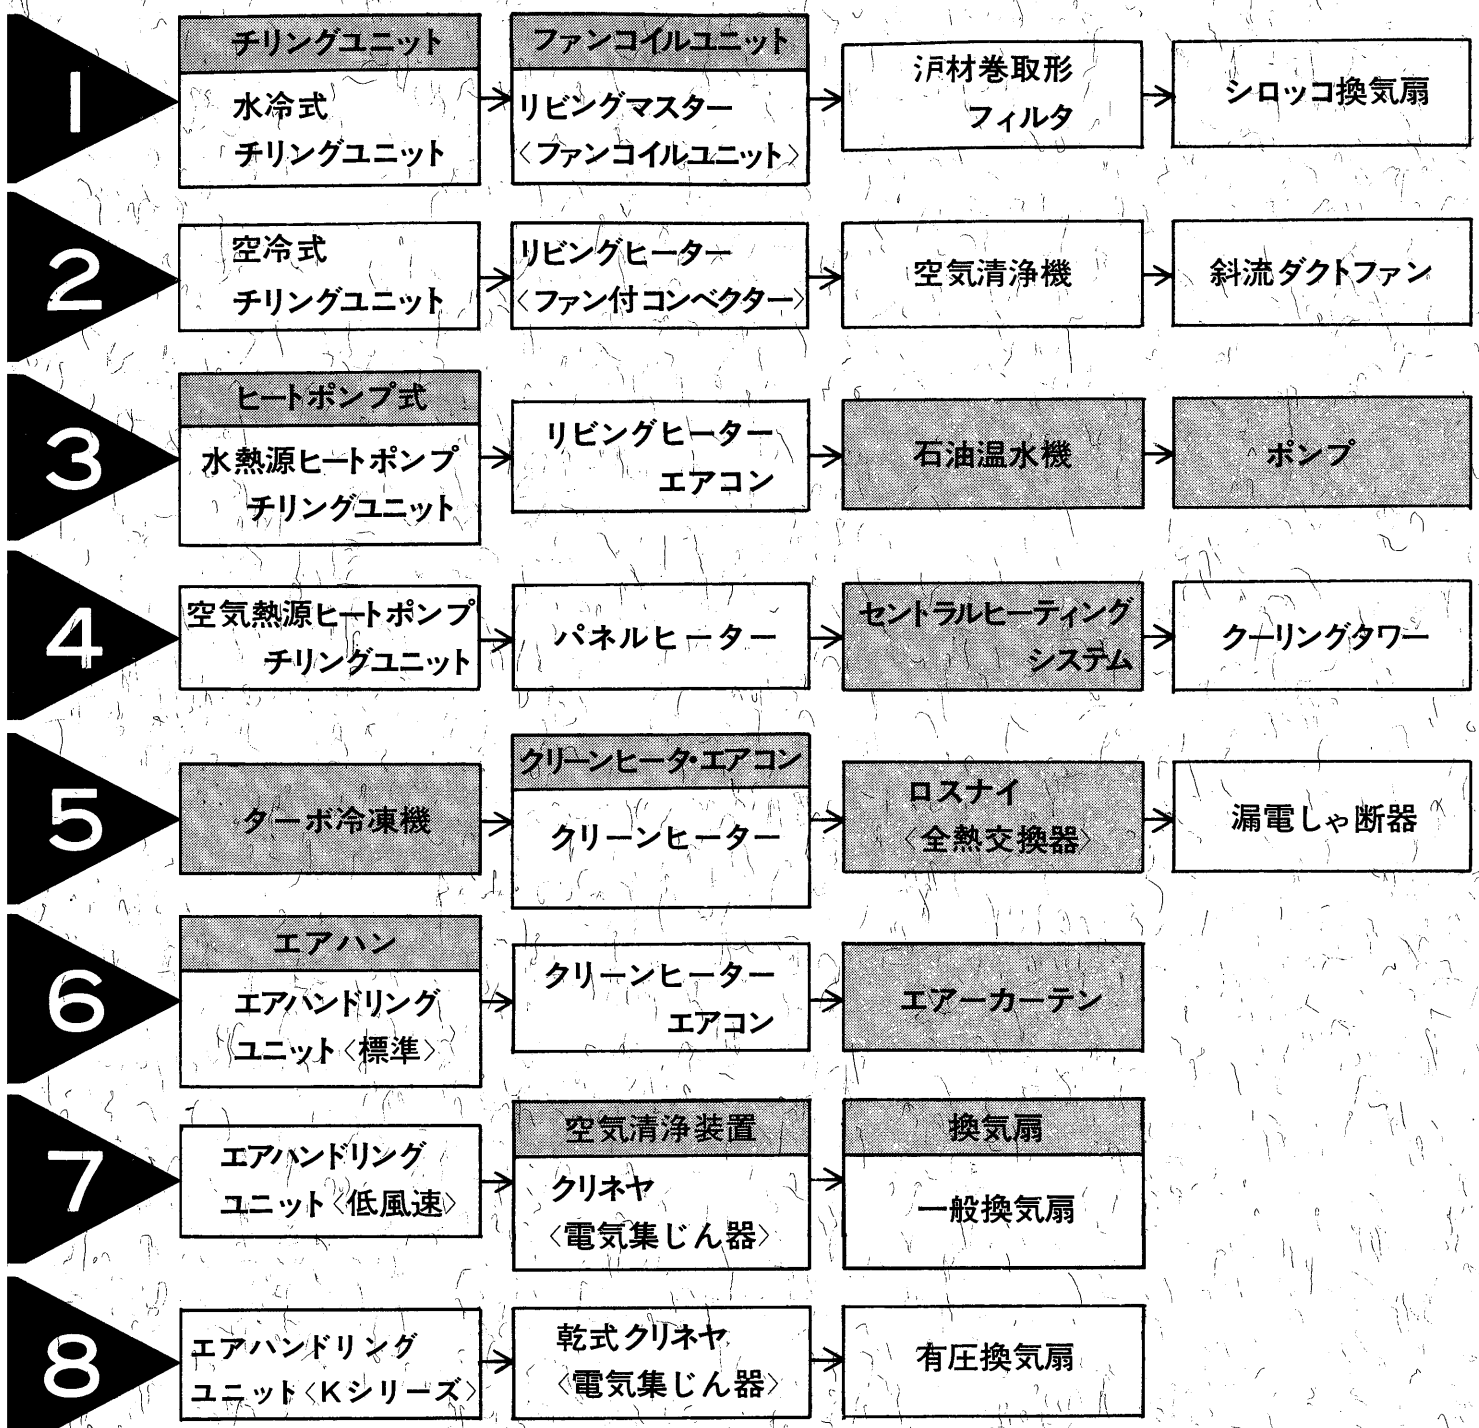 1
チリングユニット
水冷式
チリングユニット
ファンコイルユニット
リビングマスター
〈ファンコイルユニット〉
沪材巻取形
フィルタ
シロッコ換気扇
2
空冷式
チリングユニット
リビングヒーター
〈ファン付コンベクター〉
空気清浄機
斜流ダクトファン
3
ヒートポンプ式
水熱源ヒートポンプ
チリングユニット
リビングヒーター
エアコン
石油温水機
ポンプ
4
空気熱源ヒートポンプ
チリングユニット
パネルヒーター
セントラルヒーティング
システム
クーリングタワー
5
ターボ冷凍機
クリーンヒータ・エアコン
クリーンヒーター
ロスナイ
〈全熱交換器〉
漏電しゃ断器
6
エアハン
エアハンドリング
ユニット〈標準〉
クリーンヒーター
エアコン
エアーカーテン
7
エアハンドリング
ユニット〈低風速〉
空気清浄装置
クリネヤ
〈電気集じん器〉
換気扇
一般換気扇
8
エアハンドリング
ユニット〈Kシリーズ〉
乾式クリネヤ
〈電気集じん器〉
有圧換気扇